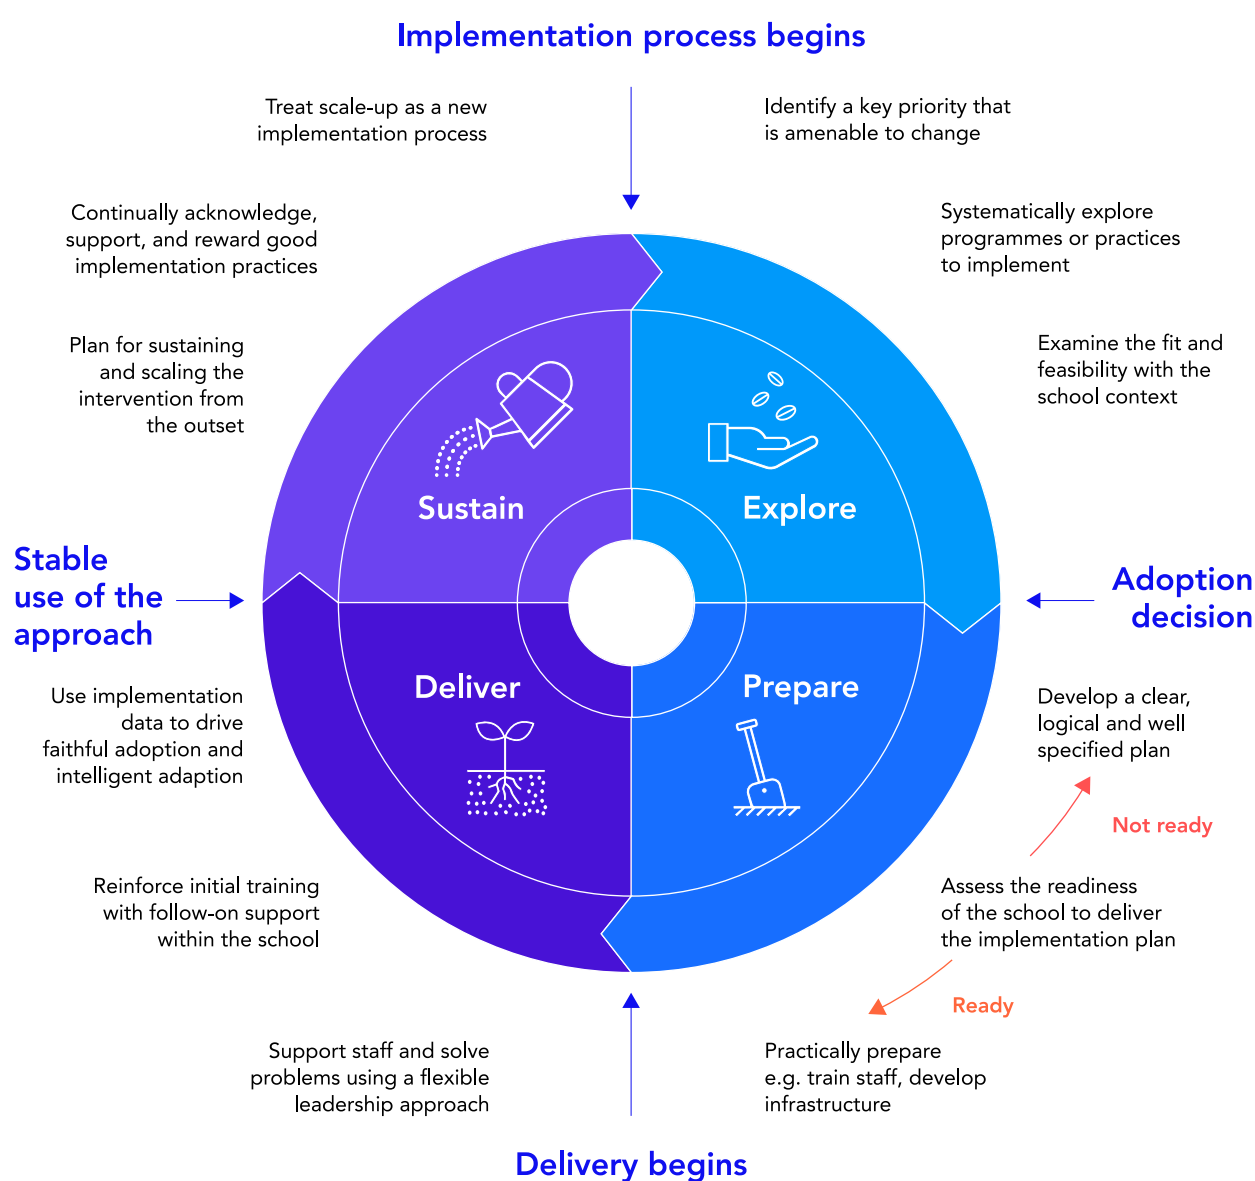 Implementation process begins
Treat scale-up as a new
implementation process
Identify a key priority that
is amenable to change
Continually acknowledge,
support, and reward good
implementation practices
Systematically explore
programmes or practices
to implement
Plan for sustaining
and scaling the
intervention from
the outset
Examine the fit and
feasibility with the
school context
Sustain
Explore
Stable
use of the
approach
Adoption
decision
Deliver
Prepare
Use implementation
data to drive
faithful adoption and
intelligent adaption
Develop a clear,
logical and well
specified plan
Not ready
Reinforce initial training
with follow-on support
within the school
Assess the readiness
of the school to deliver
the implementation plan
Ready
Support staff and solve
problems using a flexible
leadership approach
Practically prepare
e.g. train staff, develop
infrastructure
Delivery begins